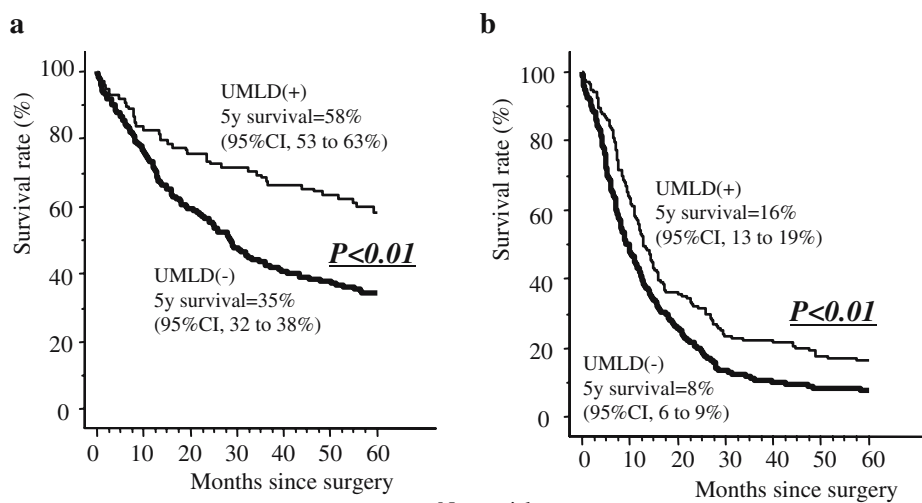 a
Survival rate (%)
100
80
60
40
20
0
UMLD(+)
5y survival=58%
(95%CI, 53 to 63%)
P<0.01
UMLD(-)
5y survival=35%
(95%CI, 32 to 38%)
0 10 20 30 40 50 60
Months since surgery
b
Survival rate (%)
100
80
60
40
20
0
UMLD(+)
5y survival=16%
(95%CI, 13 to 19%)
P<0.01
UMLD(-)
5y survival=8%
(95%CI, 6 to 9%)
0 10 20 30 40 50 60
Months since surgery